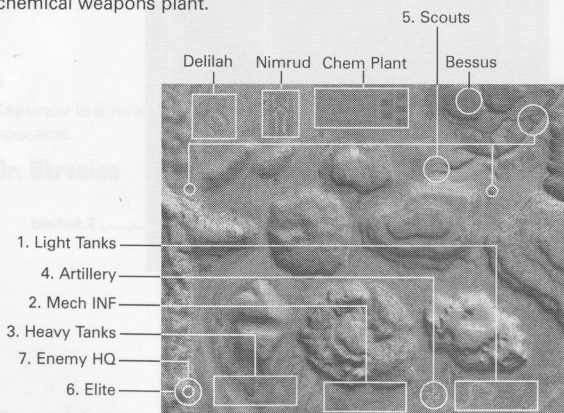 chemical weapons plant.
5. Scouts
Delilah Nimrud Chem Plant Bessus
1. Light Tanks
4. Artillery
2. Mech INF
3. Heavy Tanks
7. Enemy HQ
6. Elite